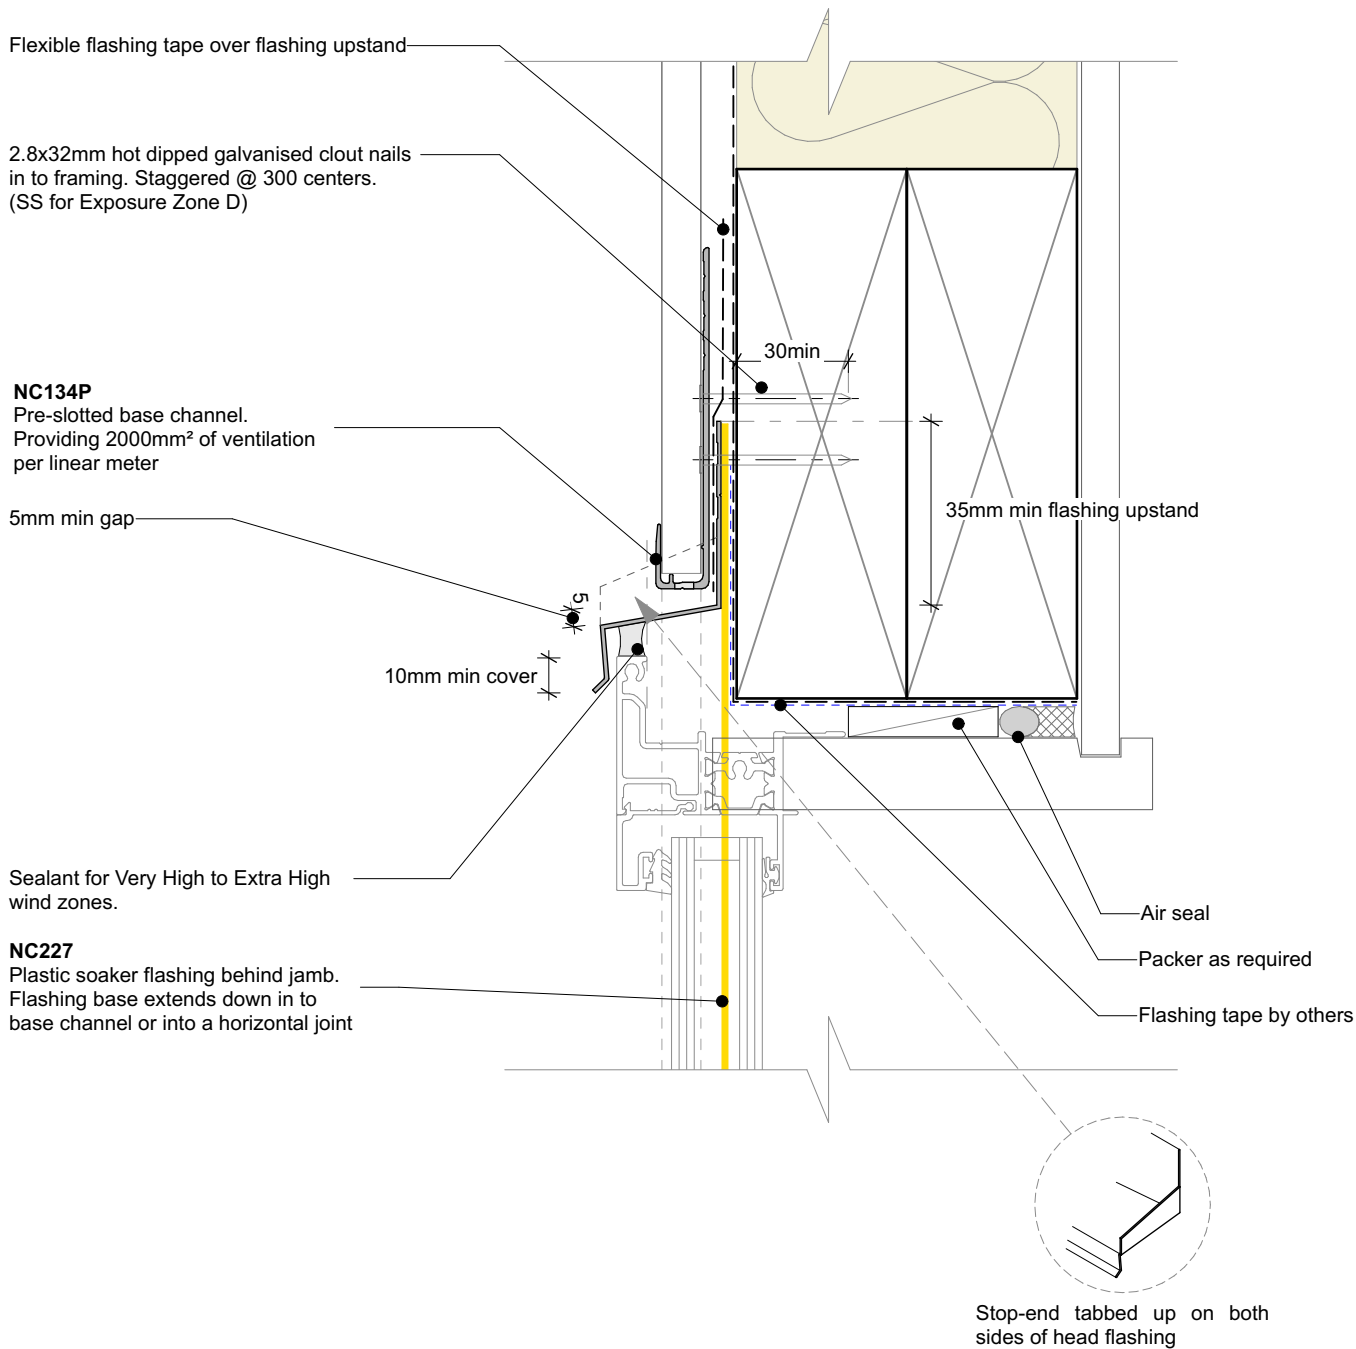 Flexible flashing tape over flashing upstand
2.8x32mm hot dipped galvanised clout nails
in to framing. Staggered @ 300 centers.
(SS for Exposure Zone D)
30min
NC134P
Pre-slotted base channel.
Providing 2000mm² of ventilation
per linear meter
35mm min flashing upstand
5mm min gap
5
10mm min cover
Sealant for Very High to Extra High
wind zones.
NC227
Plastic soaker flashing behind jamb.
Flashing base extends down in to
base channel or into a horizontal joint
Air seal
Packer as required
Flashing tape by others
Stop-end tabbed up on both
sides of head flashing